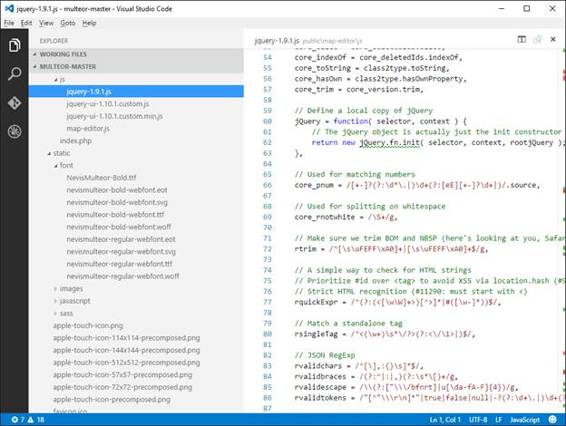 jquery-1.9.1.js - multeor-master - Visual Studio Code
File Edit View Goto Help
EXPLORER
WORKING FILES
MULTEOR-MASTER
js
jquery-1.9.1.js
jquery-ui-1.10.1.custom.js
jquery-ui-1.10.1.custom.min.js
map-editor.js
index.php
static
font
NevisMulteor-Bold.ttf
nevismulteor-bold-webfont.eot
nevismulteor-bold-webfont.svg
nevismulteor-bold-webfont.ttf
nevismulteor-bold-webfont.woff
nevismulteor-regular-webfont.eot
nevismulteor-regular-webfont.svg
nevismulteor-regular-webfont.ttf
nevismulteor-regular-webfont.woff
images
javascript
sass
apple-touch-icon.png
apple-touch-icon-114x114-precomposed.png
apple-touch-icon-144x144-precomposed.png
apple-touch-icon-512x512-precomposed.png
apple-touch-icon-57x57-precomposed.png
apple-touch-icon-72x72-precomposed.png
apple-touch-icon-precomposed.png
favicon.ico
jquery-1.9.1.js public\map-editor\js
54 core_indexOf = core_deletedIds.indexOf,
55 core_toString = class2type.toString,
56 core_hasOwn = class2type.hasOwnProperty,
57 core_trim = core_version.trim,
58
59 // Define a local copy of jQuery
60 jQuery = function( selector, context ) {
61 // The jQuery object is actually just the init constructor
62 return new jQuery.fn.init( selector, context, rootjQuery );
63 },
64
65 // Used for matching numbers
66 core_pnum = /[+-]?(?:\d*\.|)\d+(?:[eE][+-]?\d+|)/.source,
67
68 // Used for splitting on whitespace
69 core_rnotwhite = /\S+/g,
70
71 // Make sure we trim BOM and NBSP (here's looking at you, Safar
72 rtrim = /^[\s\uFEFF\xA0]+|[\s\uFEFF\xA0]+$/g,
73
74 // A simple way to check for HTML strings
75 // Prioritize #id over <tag> to avoid XSS via location.hash (#9
76 // Strict HTML recognition (#11290: must start with <)
77 rquickExpr = /^(?:(<[\w\W]+>)[^>]*|#([\w-]*))$/,
78
79 // Match a standalone tag
80 rsingleTag = /^<(\w+)\s*\/?>(?:<\/\1>|)$/,
81
82 // JSON RegExp
83 rvalidchars = /^[\],:{}\s]*$/,
84 rvalidbraces = /(?:^|:|,)(?:\s*\[)+/g,
85 rvalidescape = /\\(?:["\\\/bfnrt]|u[\da-fA-F]{4})/g,
86 rvalidtokens = /"[^"\\\r\n]*"|true|false|null|-?(?:\d+\.|)\d+(?
87
7 18
Ln 1, Col 1 UTF-8 LF JavaScript